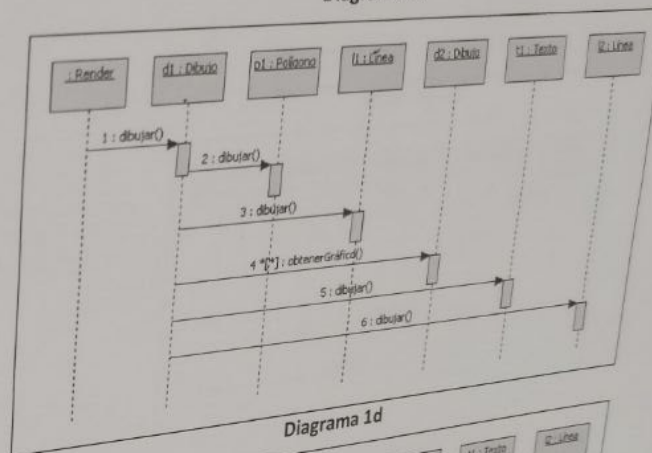 : Render
d1 : Dibujo
p1 : Polígono
l1 : Línea
d2 : Dibujo
t1 : Texto
l2 : Línea
1 : dibujar()
2 : dibujar()
3 : dibujar()
4 *[*] : obtenerGráfico()
5 : dibujar()
6 : dibujar()
Diagrama 1d
t1 : Texto
l2 : Línea